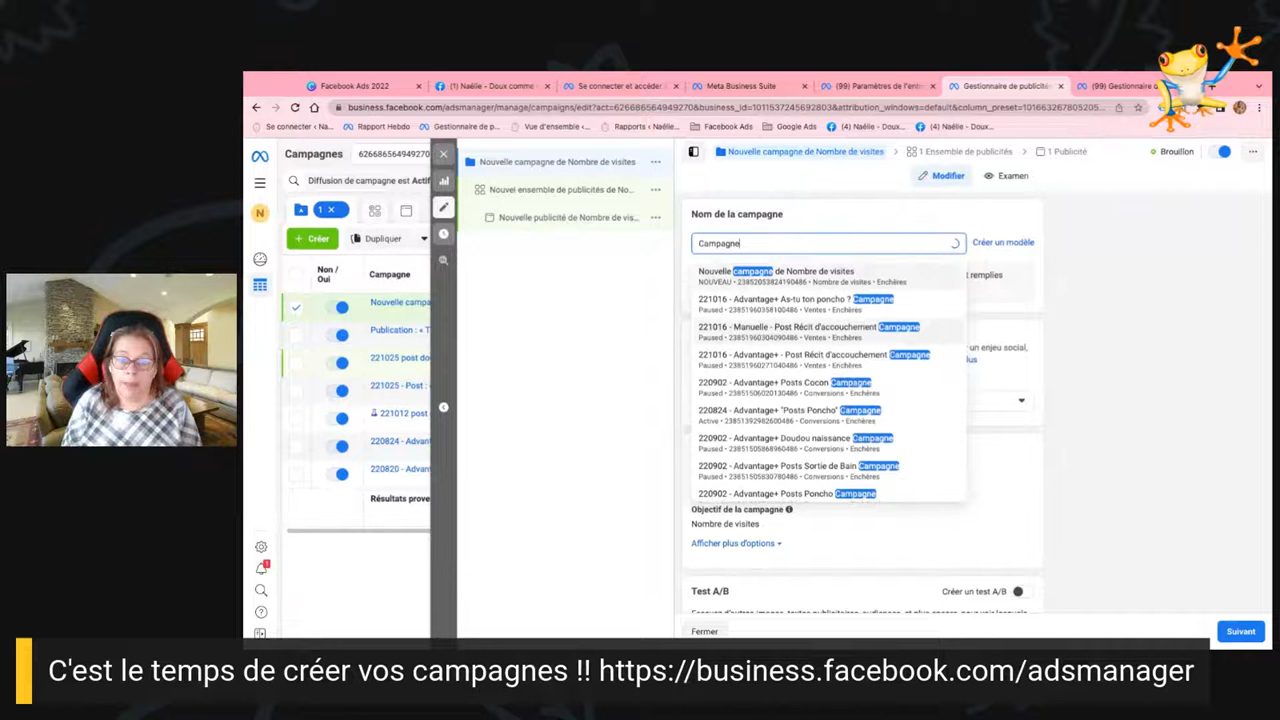 Facebook Ads 2022
(1) Naélie - Doux comme
Se connecter et accéder
Meta Business Suite
(99) Paramètres de l'entre
Gestionnaire de publicité
(99) Gestionnaire
business.facebook.com/adsmanager/manage/campaigns/edit?act=626686564949270&business_id=1011537245692803&attribution_windows=default&column_preset=101663267805205...
Se connecter ‹ Na...
Rapport Hebdo
Gestionnaire de p...
Vue d'ensemble ‹...
Rapports ‹ Naélie...
Facebook Ads
Google Ads
(4) Naélie - Doux...
(4) Naélie - Doux...
Campagnes
626686564949270
Diffusion de campagne est Actif
1 ×
+ Créer
Dupliquer
Non / Oui
Campagne
Nouvelle campa
Publication : « T
221025 post do
221025 - Post :
221012 post
220824 - Advan
220820 - Advan
Résultats prove
Nouvelle campagne de Nombre de visites
Nouvel ensemble de publicités de No...
Nouvelle publicité de Nombre de vis...
Nouvelle campagne de Nombre de visites
1 Ensemble de publicités
1 Publicité
Brouillon
Modifier
Examen
Nom de la campagne
Campagne
Créer un modèle
Nouvelle campagne de Nombre de visites
NOUVEAU • 23852053824190486 • Nombre de visites • Enchères
remplies
221016 - Advantage+ As-tu ton poncho ? Campagne
Paused • 23851960358100486 • Ventes • Enchères
221016 - Manuelle - Post Récit d'accouchement Campagne
Paused • 23851960304090486 • Ventes • Enchères
un enjeu social,
221016 - Advantage+ - Post Récit d'accouchement Campagne
Paused • 23851960271040486 • Ventes • Enchères
lus
220902 - Advantage+ Posts Cocon Campagne
Paused • 23851506020130486 • Conversions • Enchères
220824 - Advantage+ "Posts Poncho" Campagne
Active • 23851392982600486 • Conversions • Enchères
220902 - Advantage+ Doudou naissance Campagne
Paused • 23851505868960486 • Conversions • Enchères
220902 - Advantage+ Posts Sortie de Bain Campagne
Paused • 23851505830780486 • Conversions • Enchères
220902 - Advantage+ Posts Poncho Campagne
Objectif de la campagne
Nombre de visites
Afficher plus d'options
Test A/B
Créer un test A/B
Fermer
Suivant
C'est le temps de créer vos campagnes !! https://business.facebook.com/adsmanager